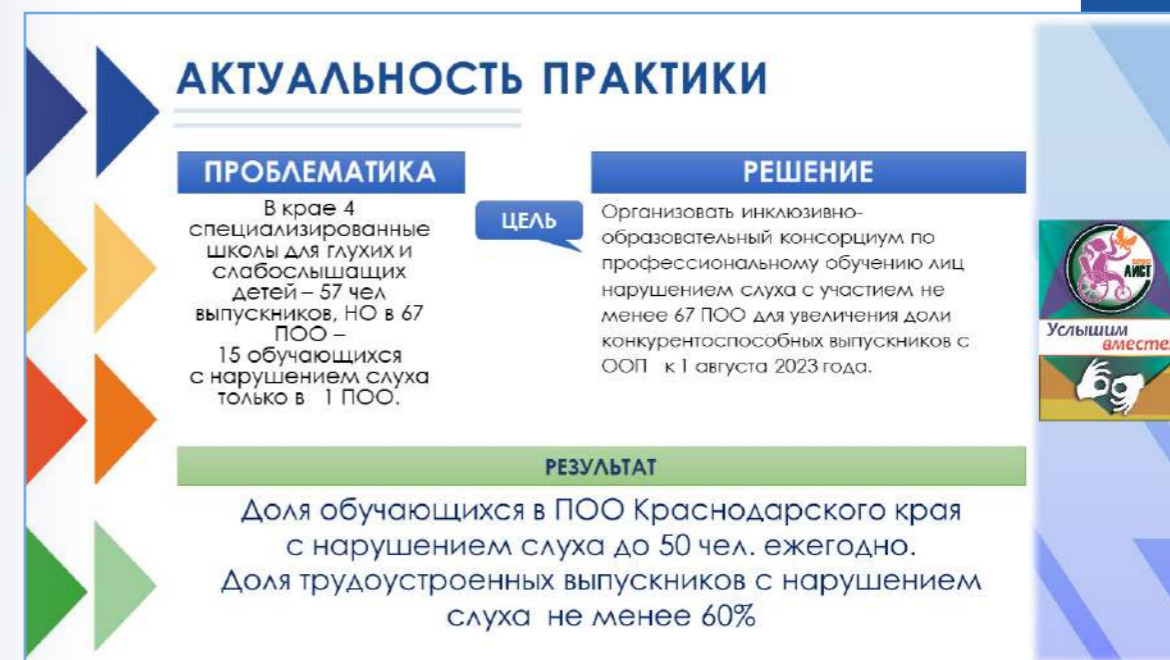 АКТУАЛЬНОСТЬ ПРАКТИКИ
ПРОБЛЕМАТИКА
В крае 4
специализированные
школы для глухих и
слабослышащих
детей – 57 чел
выпускников, НО в 67
ПОО –
15 обучающихся
с нарушением слуха
только в 1 ПОО.
ЦЕЛЬ
РЕШЕНИЕ
Организовать инклюзивно-
образовательный консорциум по
профессиональному обучению лиц
нарушением слуха с участием не
менее 67 ПОО для увеличения доли
конкурентоспособных выпускников с
ООП к 1 августа 2023 года.
АИСТ
Услышим
вместе
РЕЗУЛЬТАТ
Доля обучающихся в ПОО Краснодарского края
с нарушением слуха до 50 чел. ежегодно.
Доля трудоустроенных выпускников с нарушением
слуха не менее 60%